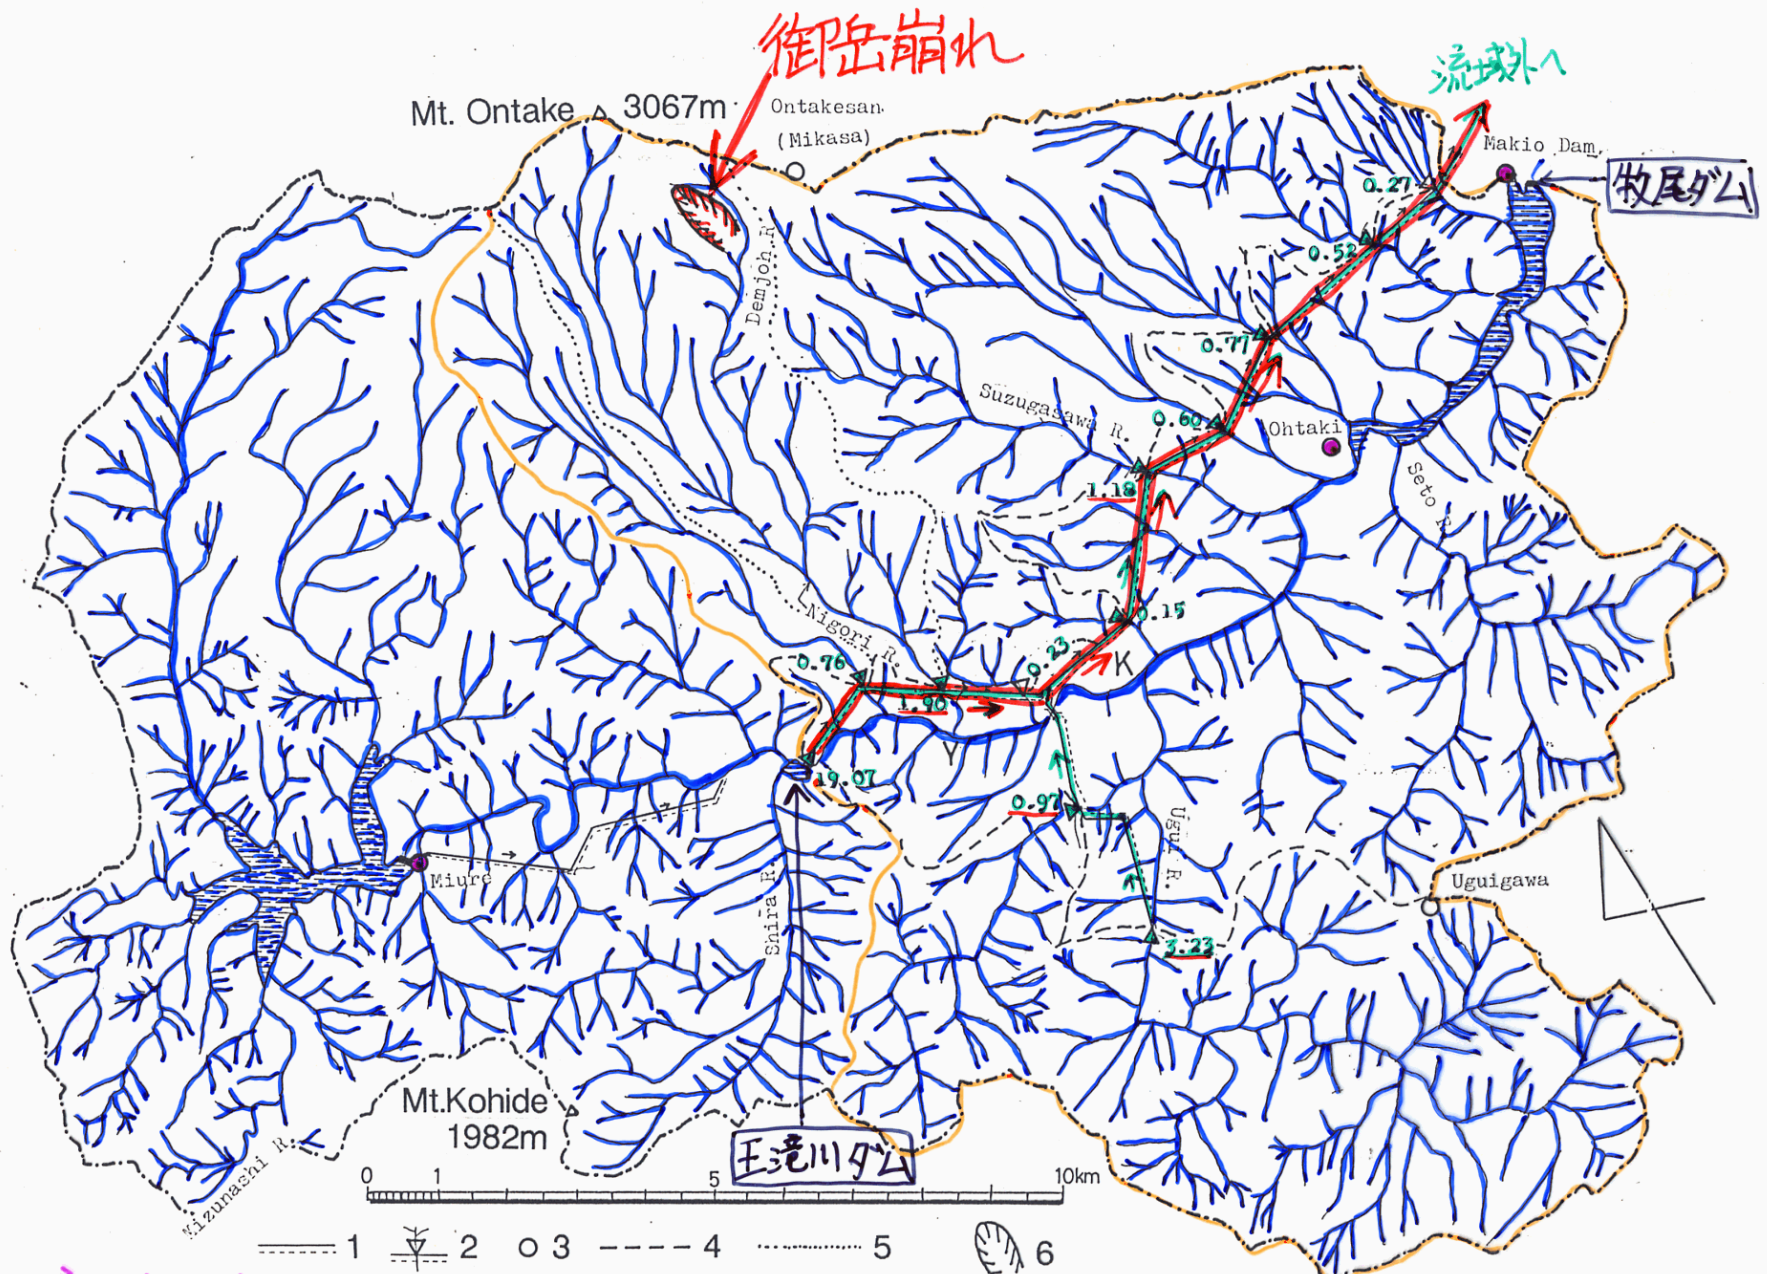 御岳崩れ
流域外へ
Mt. Ontake
3067m
Ontakesan
(Mikasa)
Makio Dam
牧尾ダム
0.27
0.52
Demjoh R.
0.77
Suzugasawa R.
0.60
Ohtaki
1.18
Seto R.
0.15
Nigori R.
0.23
K
0.76
1.90
Y
19.07
0.97
Ugui R.
Miure
Uguigawa
Shira R.
3.23
Mt.Kohide
1982m
王滝川ダム
Mizunashi R.
0 1 5 10km
1 2 3 4 5 6